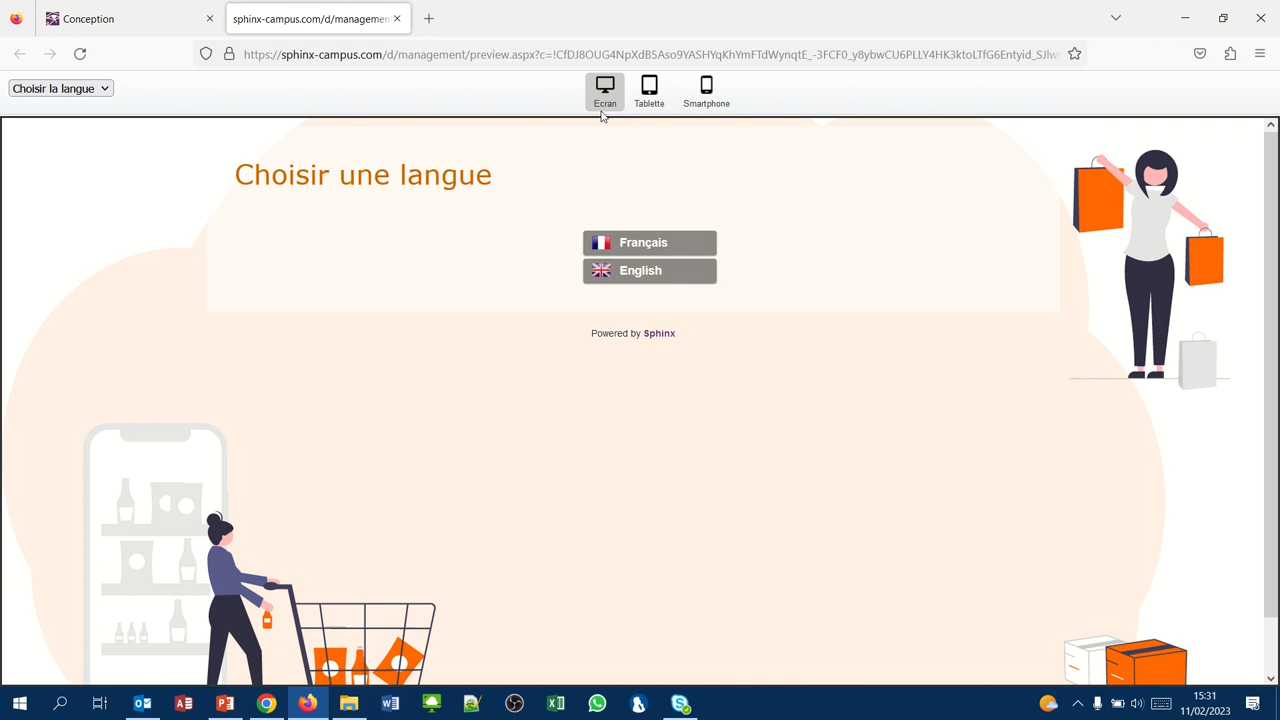 Conception
sphinx-campus.com/d/managemen
https://sphinx-campus.com/d/management/preview.aspx?c=!CfDJ8OUG4NpXdB5Aso9YASHYqKhYmFTdWynqtE_-3FCF0_y8ybwCU6PLLY4HK3ktoLTfG6Entyid_SJlw
Choisir la langue
Ecran
Tablette
Smartphone
Choisir une langue
Français
English
Powered by Sphinx
15:31
11/02/2023